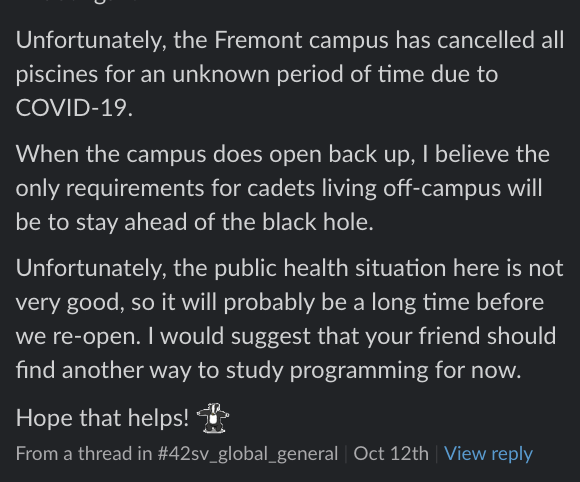 Unfortunately, the Fremont campus has cancelled all
piscines for an unknown period of time due to
COVID-19.
When the campus does open back up, I believe the
only requirements for cadets living off-campus will
be to stay ahead of the black hole.
Unfortunately, the public health situation here is not
very good, so it will probably be a long time before
we re-open. I would suggest that your friend should
find another way to study programming for now.
Hope that helps!
From a thread in #42sv_global_general | Oct 12th | View reply